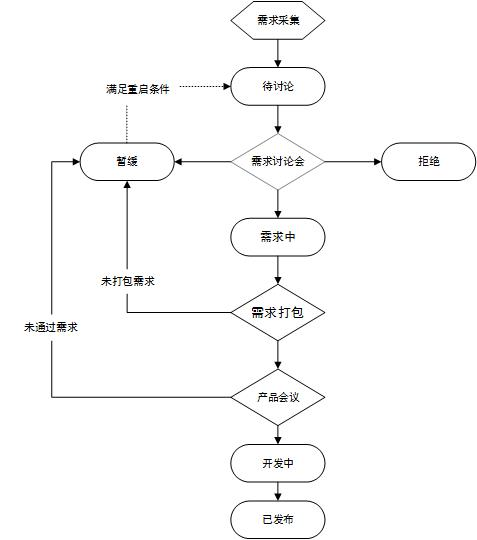 需求采集
满足重启条件
待讨论
暂缓
需求讨论会
拒绝
需求中
未打包需求
需求打包
未通过需求
产品会议
开发中
已发布